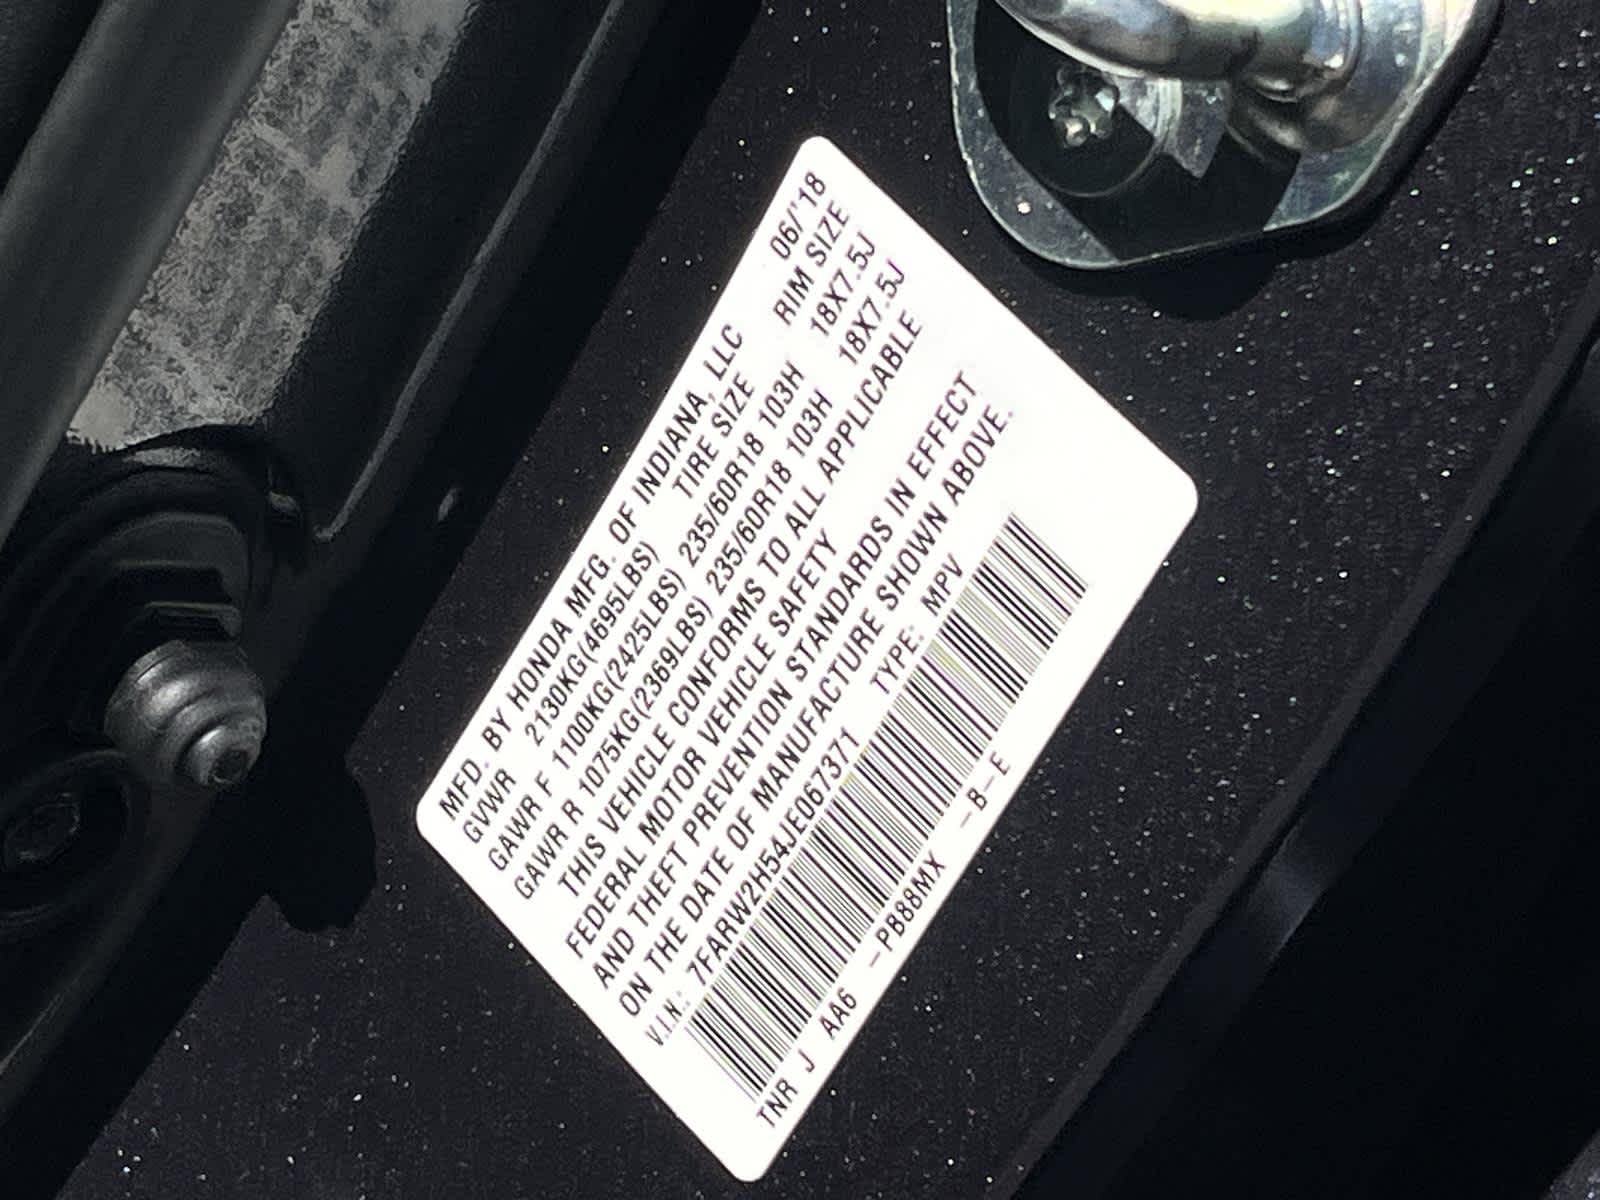 MFD. BY HONDA MFG. OF INDIANA, LLC 06/'18
GVWR 2130KG(4695LBS) TIRE SIZE RIM SIZE
GAWR F 1100KG(2425LBS) 235/60R18 103H 18X7.5J
GAWR R 1075KG(2369LBS) 235/60R18 103H 18X7.5J
THIS VEHICLE CONFORMS TO ALL APPLICABLE
FEDERAL MOTOR VEHICLE SAFETY
AND THEFT PREVENTION STANDARDS IN EFFECT
ON THE DATE OF MANUFACTURE SHOWN ABOVE.
V.I.N.: 7FARW2H54JE067371 TYPE: MPV
TNR J AA6 -PB88MX -B-E